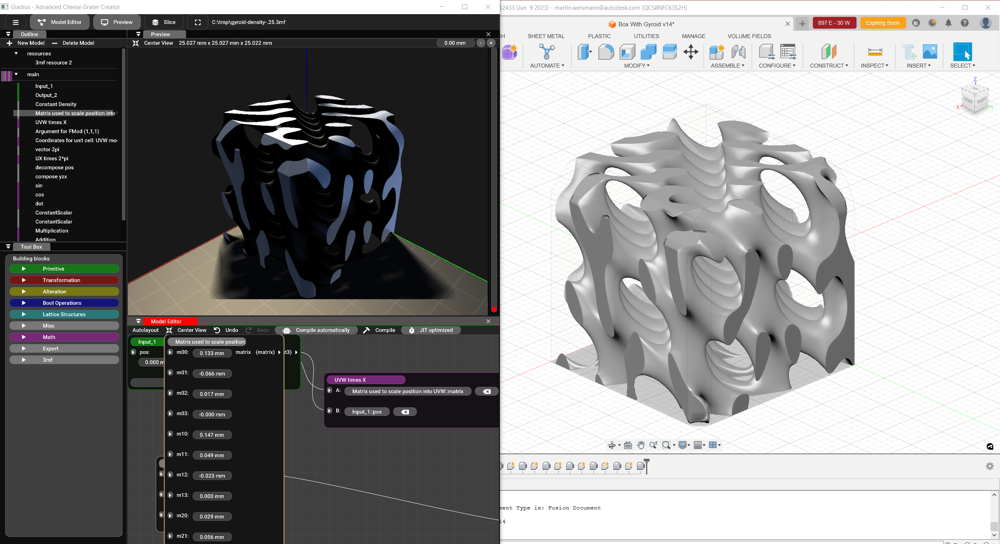 Gladius - Advanced Cheese Grater Creator
Model Editor
Preview
Slice
C:\tmp\gyroid-density-.25.3mf
Outline
New Model
Delete Model
resources
3mf resource 2
main
Input_1
Output_2
Constant Density
Matrix used to scale position into
UVW times X
Argument for FMod (1,1,1)
Coordinates for unit cell: UVW mo
vector 2pi
UX times 2*pi
decompose pos
compose yzx
sin
cos
dot
ConstantScalar
ConstantScalar
Multiplication
Addition
Tool Box
Building blocks
Primitive
Transformation
Alteration
Bool Operations
Lattice Structures
Misc
Math
Export
3mf
Preview
Center View 25.027 mm x 25.027 mm x 25.022 mm
0.00 mm - +
Model Editor
Autolayout Center View Undo Redo Compile automatically Compile JIT optimized
Input_1
pos:
0.000 m
Matrix used to scale position
m00: 0.133 mm matrix (matrix) t3)
m01: -0.066 mm
m02: 0.017 mm
m03: -0.000 mm
m10: 0.147 mm
m11: 0.049 mm
m12: -0.023 mm
m13: 0.000 mm
m20: 0.029 mm
m21: 0.056 mm
UVW times X
A: Matrix used to scale position into UVW::matrix
B: Input_1::pos
12433 [Jun 9 2023] - martin.weismann@autodesk.com [QCS8NFC63S2H]
Box With Gyroid v14*
897 E - 30 W
Expiring Soon
SH SHEET METAL PLASTIC UTILITIES MANAGE VOLUME FIELDS
AUTOMATE MODIFY ASSEMBLE CONFIGURE CONSTRUCT INSPECT INSERT SELECT
Z
FRONT RIGHT
X Y
ment Type is: Fusion Document
14